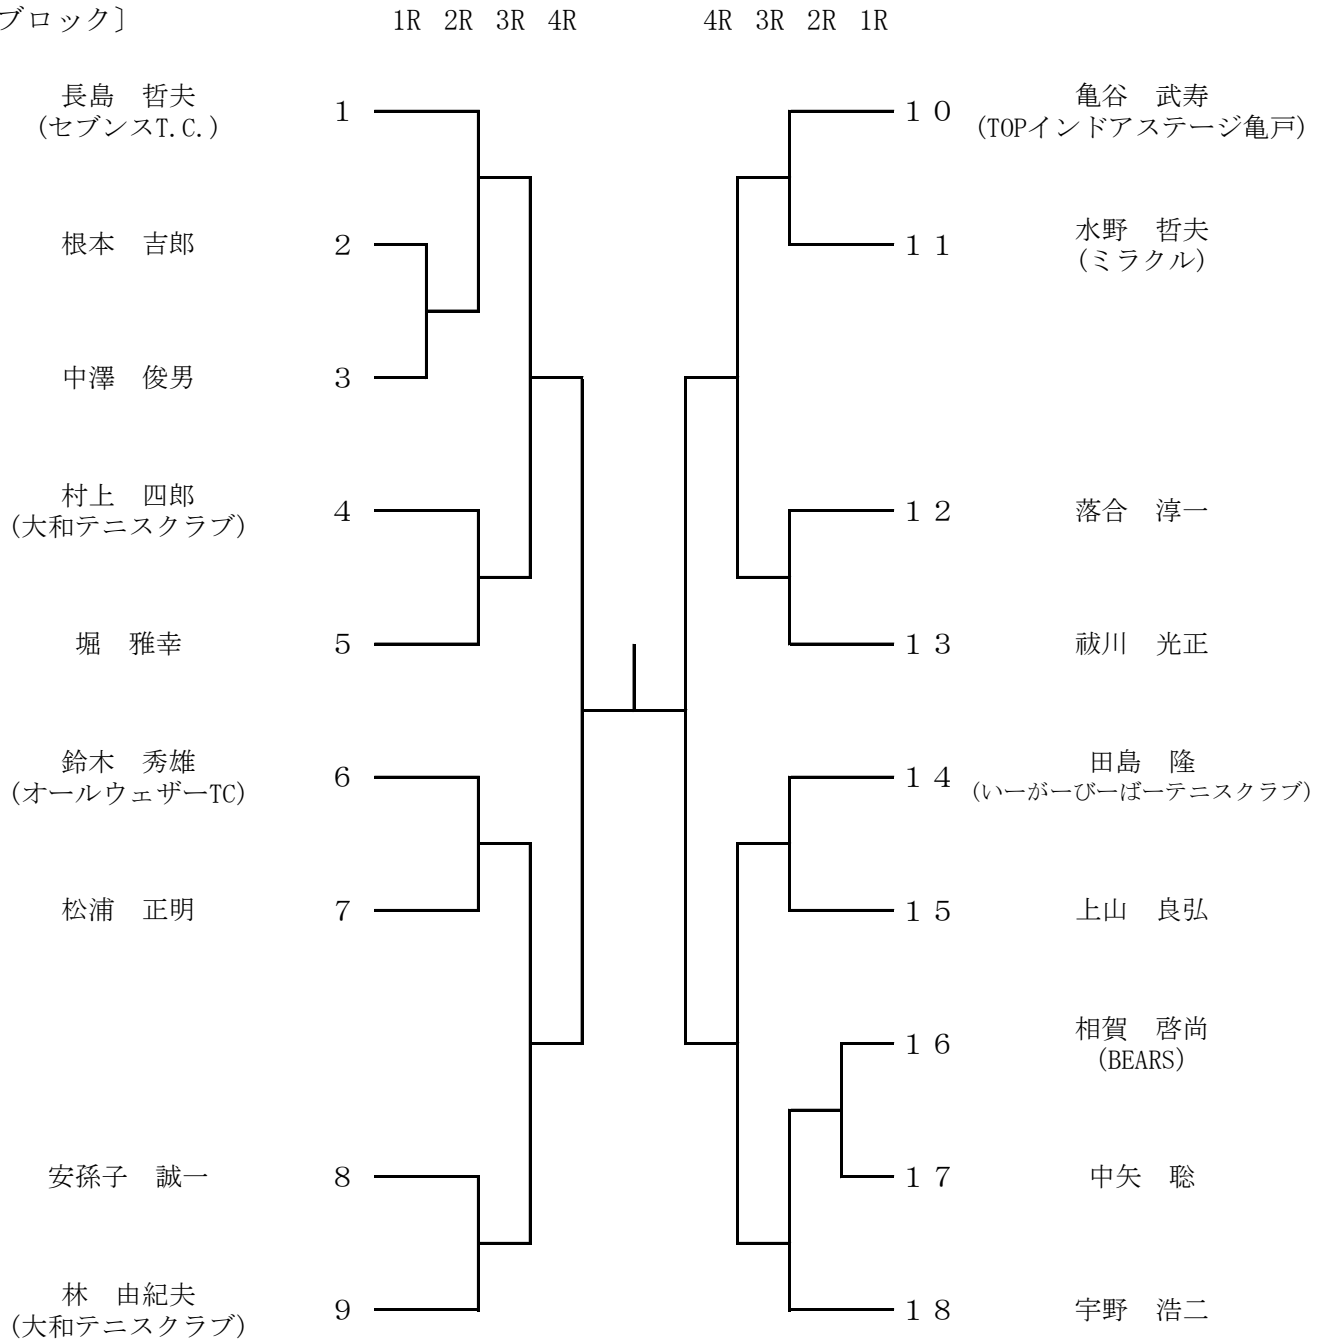 ブロック〕
1R 2R 3R 4R
4R 3R 2R 1R
長島　哲夫
(セブンスT.C.)
1
根本　吉郎
2
中澤　俊男
3
村上　四郎
(大和テニスクラブ)
4
堀　雅幸
5
鈴木　秀雄
(オールウェザーTC)
6
松浦　正明
7
安孫子　誠一
8
林　由紀夫
(大和テニスクラブ)
9
10
亀谷　武寿
(TOPインドアステージ亀戸)
11
水野　哲夫
(ミラクル)
12
落合　淳一
13
祓川　光正
14
田島　隆
(いーがーびーばーテニスクラブ)
15
上山　良弘
16
相賀　啓尚
(BEARS)
17
中矢　聡
18
宇野　浩二